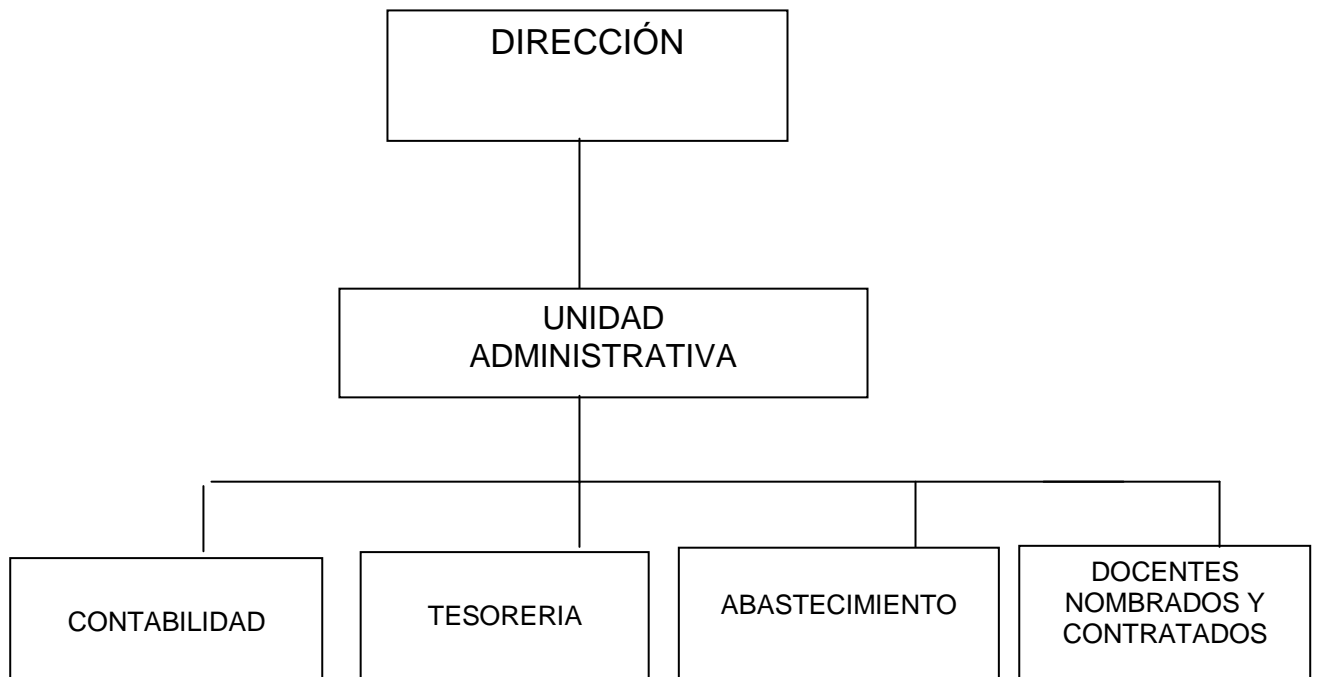 DIRECCIÓN
UNIDAD
ADMINISTRATIVA
CONTABILIDAD
TESORERIA
ABASTECIMIENTO
DOCENTES
NOMBRADOS Y
CONTRATADOS